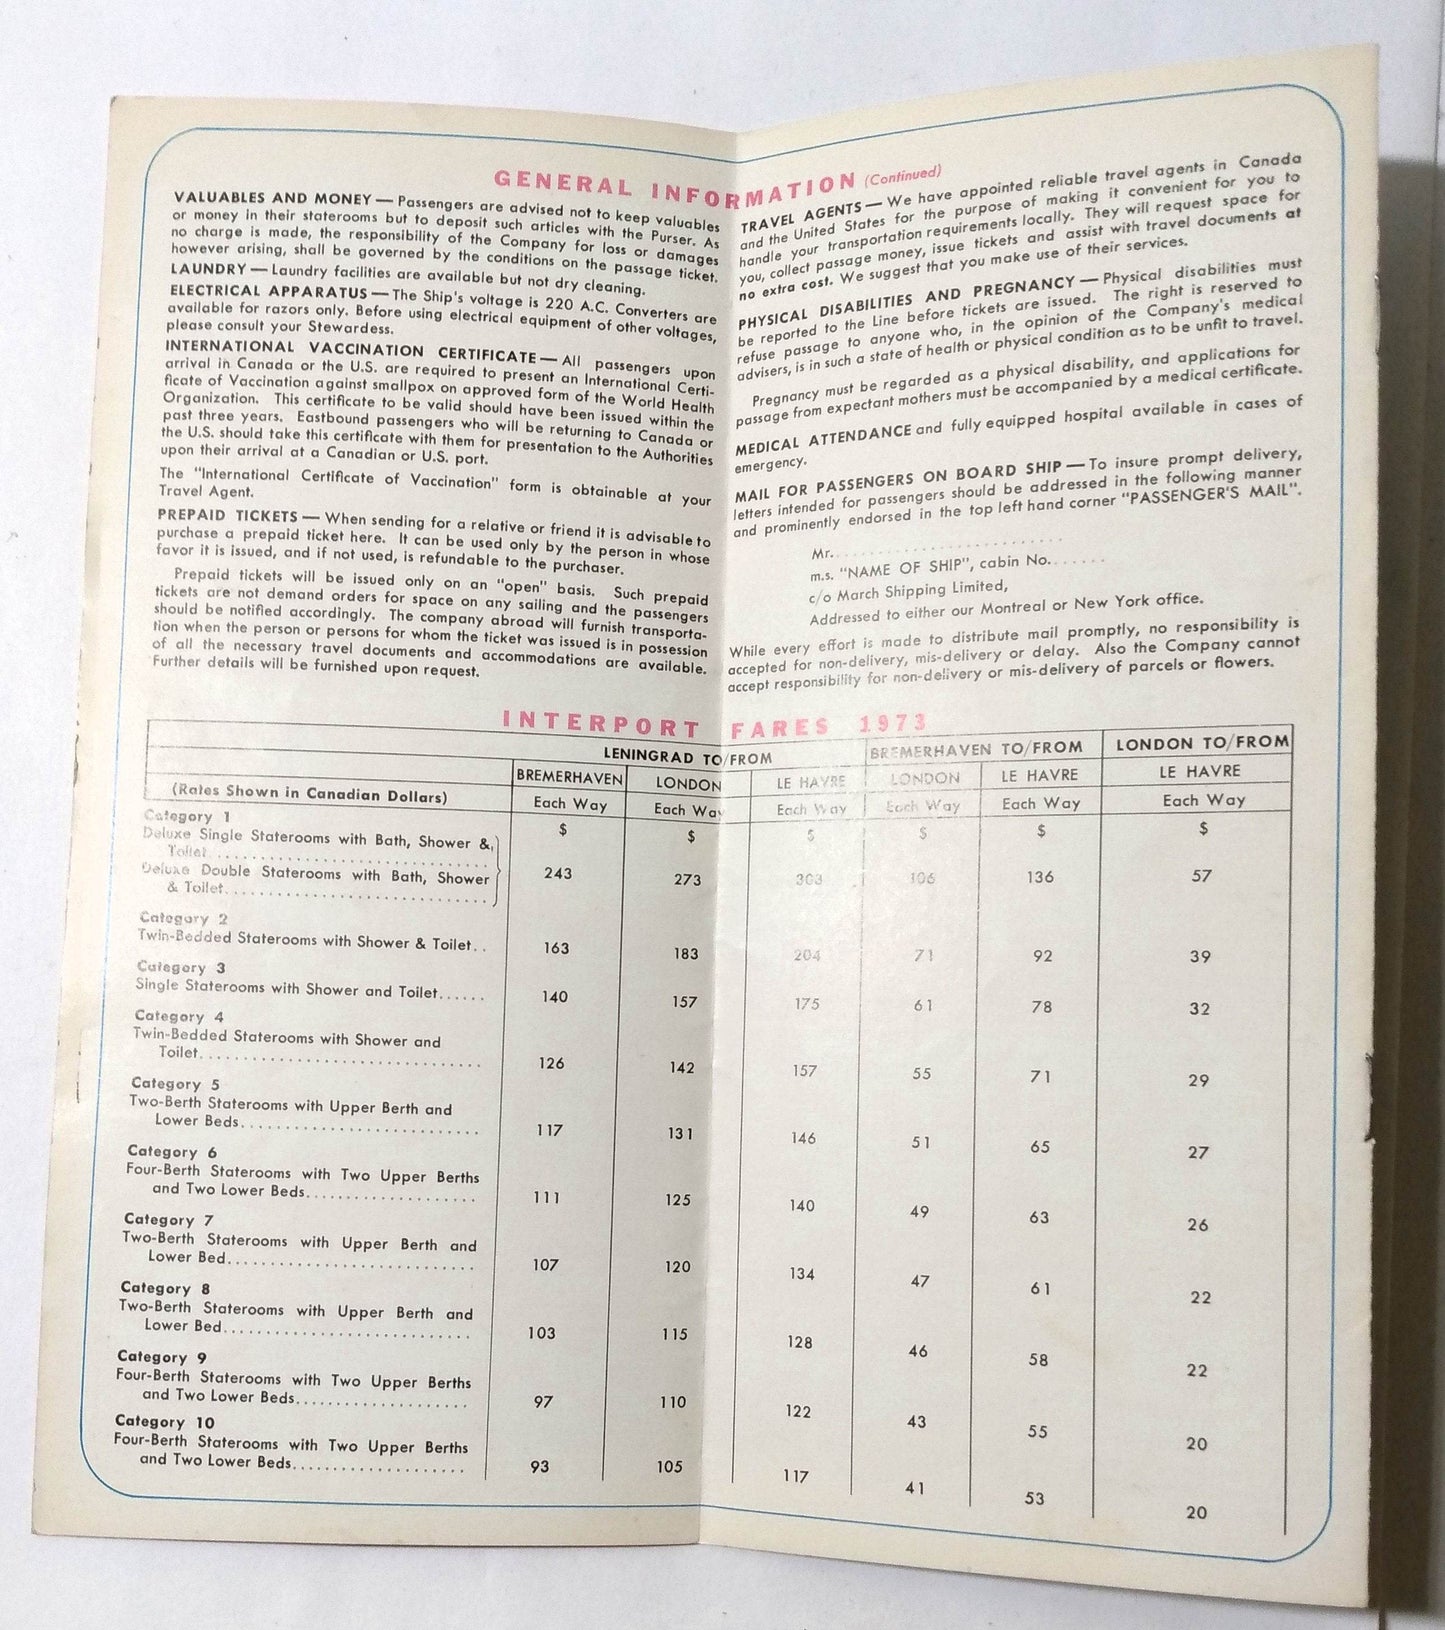 GENERAL INFORMATION (Continued)
VALUABLES AND MONEY — Passengers are advised not to keep valuables
or money in their staterooms but to deposit such articles with the Purser. As
no charge is made, the responsibility of the Company for loss or damages
however arising, shall be governed by the conditions on the passage ticket.
LAUNDRY — Laundry facilities are available but not dry cleaning.
ELECTRICAL APPARATUS — The Ship's voltage is 220 A.C. Converters are
available for razors only. Before using electrical equipment of other voltages,
please consult your Stewardess.
INTERNATIONAL VACCINATION CERTIFICATE — All passengers upon
arrival in Canada or the U.S. are required to present an International Certi-
ficate of Vaccination against smallpox on approved form of the World Health
Organization. This certificate to be valid should have been issued within the
past three years. Eastbound passengers who will be returning to Canada or
the U.S. should take this certificate with them for presentation to the Authorities
upon their arrival at a Canadian or U.S. port.
The "International Certificate of Vaccination" form is obtainable at your
Travel Agent.
PREPAID TICKETS — When sending for a relative or friend it is advisable to
purchase a prepaid ticket here. It can be used only by the person in whose
favor it is issued, and if not used, is refundable to the purchaser.
Prepaid tickets will be issued only on an "open" basis. Such prepaid
tickets are not demand orders for space on any sailing and the passengers
should be notified accordingly. The company abroad will furnish transporta-
tion when the person or persons for whom the ticket was issued is in possession
of all the necessary travel documents and accommodations are available.
Further details will be furnished upon request.
TRAVEL AGENTS — We have appointed reliable travel agents in Canada
and the United States for the purpose of making it convenient for you to
handle your transportation requirements locally. They will request space for
you, collect passage money, issue tickets and assist with travel documents at
no extra cost. We suggest that you make use of their services.
PHYSICAL DISABILITIES AND PREGNANCY — Physical disabilities must
be reported to the Line before tickets are issued. The right is reserved to
refuse passage to anyone who, in the opinion of the Company's medical
advisers, is in such a state of health or physical condition as to be unfit to travel.
Pregnancy must be regarded as a physical disability, and applications for
passage from expectant mothers must be accompanied by a medical certificate.
MEDICAL ATTENDANCE and fully equipped hospital available in cases of
emergency.
MAIL FOR PASSENGERS ON BOARD SHIP — To insure prompt delivery,
letters intended for passengers should be addressed in the following manner
and prominently endorsed in the top left hand corner "PASSENGER'S MAIL".
Mr. . . . . . . . . . . . . . . . . . . . . . .
m.s. "NAME OF SHIP", cabin No. . . . . . .
c/o March Shipping Limited,
Addressed to either our Montreal or New York office.
While every effort is made to distribute mail promptly, no responsibility is
accepted for non-delivery, mis-delivery or delay. Also the Company cannot
accept responsibility for non-delivery or mis-delivery of parcels or flowers.
INTERPORT FARES 1973
LENINGRAD TO/FROM BREMERHAVEN TO/FROM LONDON TO/FROM
BREMERHAVEN LONDON LE HAVRE LONDON LE HAVRE LE HAVRE
(Rates Shown in Canadian Dollars) Each Way Each Way Each Way Each Way Each Way Each Way
Category 1 $ $ $ $ $ $
Deluxe Single Staterooms with Bath, Shower &
Toilet
Deluxe Double Staterooms with Bath, Shower
& Toilet 243 273 303 106 136 57
Category 2
Twin-Bedded Staterooms with Shower & Toilet 163 183 204 71 92 39
Category 3
Single Staterooms with Shower and Toilet 140 157 175 61 78 32
Category 4
Twin-Bedded Staterooms with Shower and
Toilet 126 142 157 55 71 29
Category 5
Two-Berth Staterooms with Upper Berth and
Lower Beds 117 131 146 51 65 27
Category 6
Four-Berth Staterooms with Two Upper Berths
and Two Lower Beds 111 125 140 49 63 26
Category 7
Two-Berth Staterooms with Upper Berth and
Lower Bed 107 120 134 47 61 22
Category 8
Two-Berth Staterooms with Upper Berth and
Lower Bed 103 115 128 46 58 22
Category 9
Four-Berth Staterooms with Two Upper Berths
and Two Lower Beds 97 110 122 43 55 20
Category 10
Four-Berth Staterooms with Two Upper Berths
and Two Lower Beds 93 105 117 41 53 20